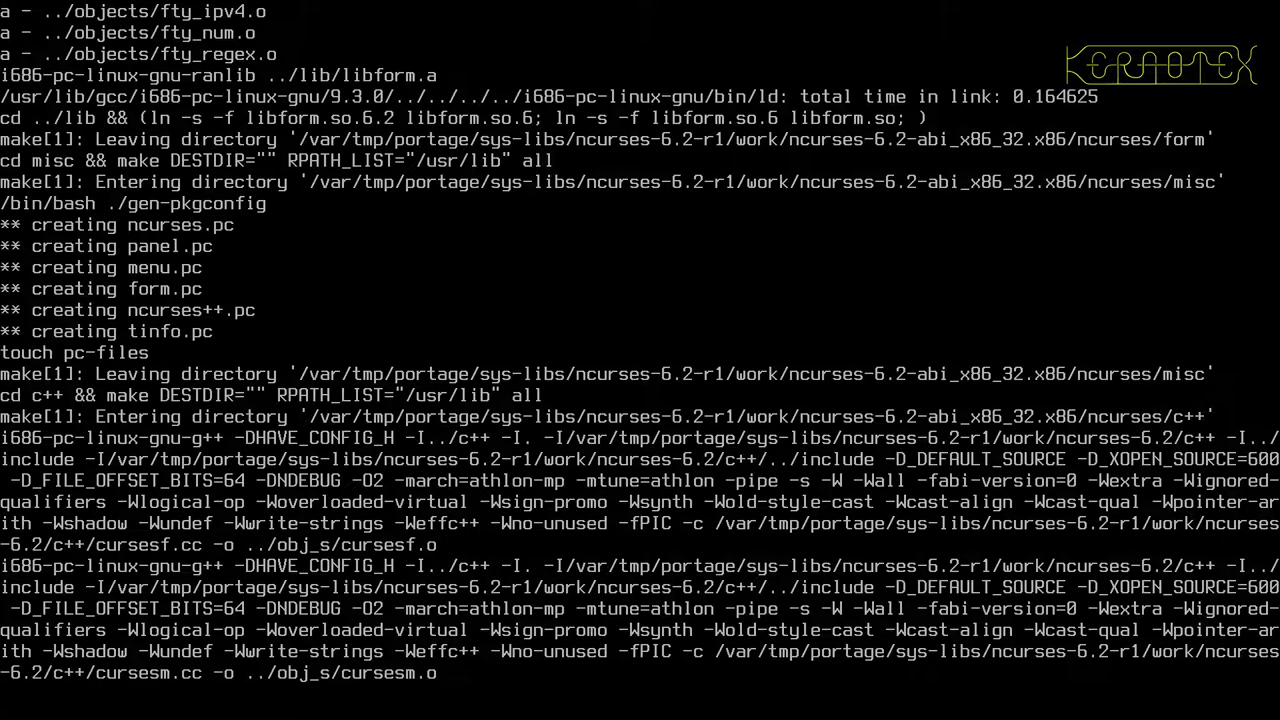 a - ../objects/fty_ipv4.o
a - ../objects/fty_num.o
a - ../objects/fty_regex.o
i686-pc-linux-gnu-ranlib ../lib/libform.a
/usr/lib/gcc/i686-pc-linux-gnu/9.3.0/../../../../i686-pc-linux-gnu/bin/ld: total time in link: 0.164625
cd ../lib && (ln -s -f libform.so.6.2 libform.so.6; ln -s -f libform.so.6 libform.so; )
make[1]: Leaving directory '/var/tmp/portage/sys-libs/ncurses-6.2-r1/work/ncurses-6.2-abi_x86_32.x86/ncurses/form'
cd misc && make DESTDIR="" RPATH_LIST="/usr/lib" all
make[1]: Entering directory '/var/tmp/portage/sys-libs/ncurses-6.2-r1/work/ncurses-6.2-abi_x86_32.x86/ncurses/misc'
/bin/bash ./gen-pkgconfig
** creating ncurses.pc
** creating panel.pc
** creating menu.pc
** creating form.pc
** creating ncurses++.pc
** creating tinfo.pc
touch pc-files
make[1]: Leaving directory '/var/tmp/portage/sys-libs/ncurses-6.2-r1/work/ncurses-6.2-abi_x86_32.x86/ncurses/misc'
cd c++ && make DESTDIR="" RPATH_LIST="/usr/lib" all
make[1]: Entering directory '/var/tmp/portage/sys-libs/ncurses-6.2-r1/work/ncurses-6.2-abi_x86_32.x86/ncurses/c++'
i686-pc-linux-gnu-g++ -DHAVE_CONFIG_H -I../c++ -I. -I/var/tmp/portage/sys-libs/ncurses-6.2-r1/work/ncurses-6.2/c++ -I../
include -I/var/tmp/portage/sys-libs/ncurses-6.2-r1/work/ncurses-6.2/c++/../include -D_DEFAULT_SOURCE -D_XOPEN_SOURCE=600
 -D_FILE_OFFSET_BITS=64 -DNDEBUG -O2 -march=athlon-mp -mtune=athlon -pipe -s -W -Wall -fabi-version=0 -Wextra -Wignored-
qualifiers -Wlogical-op -Woverloaded-virtual -Wsign-promo -Wsynth -Wold-style-cast -Wcast-align -Wcast-qual -Wpointer-ar
ith -Wshadow -Wundef -Wwrite-strings -Weffc++ -Wno-unused -fPIC -c /var/tmp/portage/sys-libs/ncurses-6.2-r1/work/ncurses
-6.2/c++/cursesf.cc -o ../obj_s/cursesf.o
i686-pc-linux-gnu-g++ -DHAVE_CONFIG_H -I../c++ -I. -I/var/tmp/portage/sys-libs/ncurses-6.2-r1/work/ncurses-6.2/c++ -I../
include -I/var/tmp/portage/sys-libs/ncurses-6.2-r1/work/ncurses-6.2/c++/../include -D_DEFAULT_SOURCE -D_XOPEN_SOURCE=600
 -D_FILE_OFFSET_BITS=64 -DNDEBUG -O2 -march=athlon-mp -mtune=athlon -pipe -s -W -Wall -fabi-version=0 -Wextra -Wignored-
qualifiers -Wlogical-op -Woverloaded-virtual -Wsign-promo -Wsynth -Wold-style-cast -Wcast-align -Wcast-qual -Wpointer-ar
ith -Wshadow -Wundef -Wwrite-strings -Weffc++ -Wno-unused -fPIC -c /var/tmp/portage/sys-libs/ncurses-6.2-r1/work/ncurses
-6.2/c++/cursesm.cc -o ../obj_s/cursesm.o